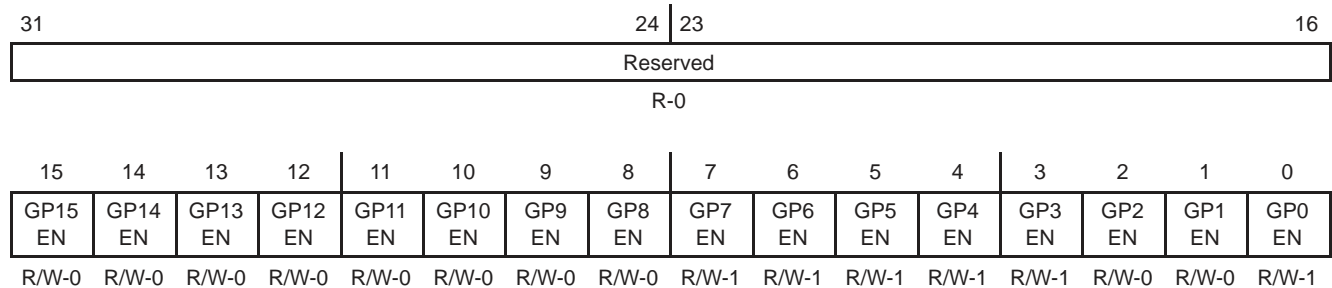 31 24 23 16
Reserved
R-0
15 14 13 12 11 10 9 8 7 6 5 4 3 2 1 0
GP15 GP14 GP13 GP12 GP11 GP10 GP9 GP8 GP7 GP6 GP5 GP4 GP3 GP2 GP1 GP0
EN EN EN EN EN EN EN EN EN EN EN EN EN EN EN EN
R/W-0 R/W-0 R/W-0 R/W-0 R/W-0 R/W-0 R/W-0 R/W-0 R/W-1 R/W-1 R/W-1 R/W-1 R/W-1 R/W-0 R/W-0 R/W-1